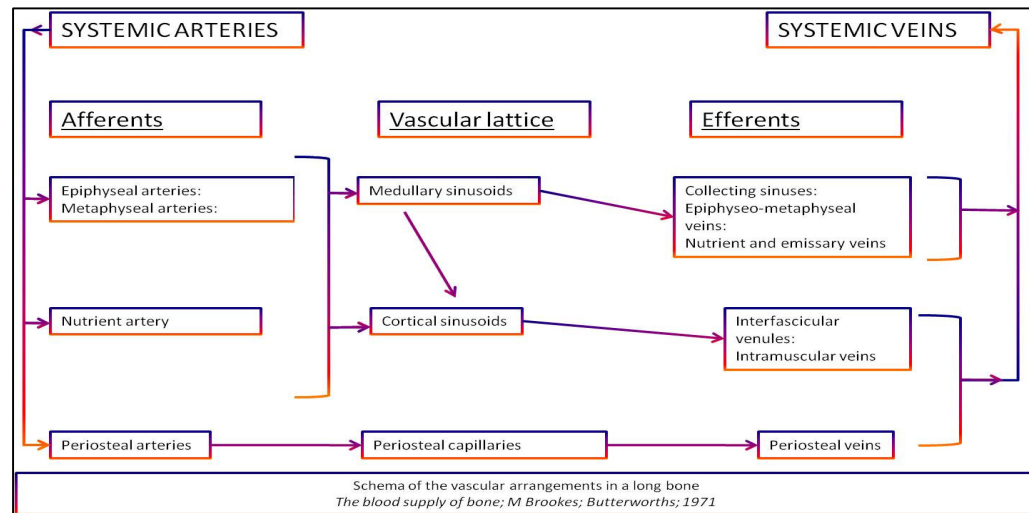 SYSTEMIC ARTERIES
SYSTEMIC VEINS
Afferents
Vascular lattice
Efferents
Epiphyseal arteries:
Metaphyseal arteries:
Medullary sinusoids
Collecting sinuses:
Epiphyseo-metaphyseal
veins:
Nutrient and emissary veins
Nutrient artery
Cortical sinusoids
Interfascicular
venules:
Intramuscular veins
Periosteal arteries
Periosteal capillaries
Periosteal veins
Schema of the vascular arrangements in a long bone
The blood supply of bone; M Brookes; Butterworths; 1971